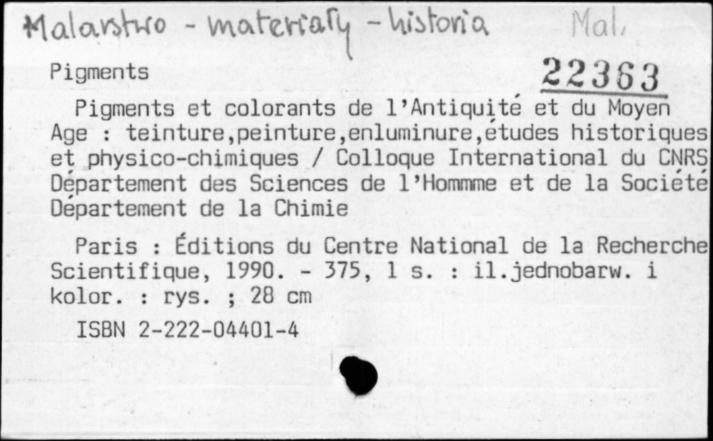 Malarstwo - materiały - historia Mal.
Pigments 22363
Pigments et colorants de l'Antiquité et du Moyen
Age : teinture,peinture,enluminure,études historiques
et physico-chimiques / Colloque International du CNRS
Département des Sciences de l'Hommme et de la Société
Département de la Chimie
Paris : Éditions du Centre National de la Recherche
Scientifique, 1990. - 375, 1 s. : il.jednobarw. i
kolor. : rys. ; 28 cm
ISBN 2-222-04401-4